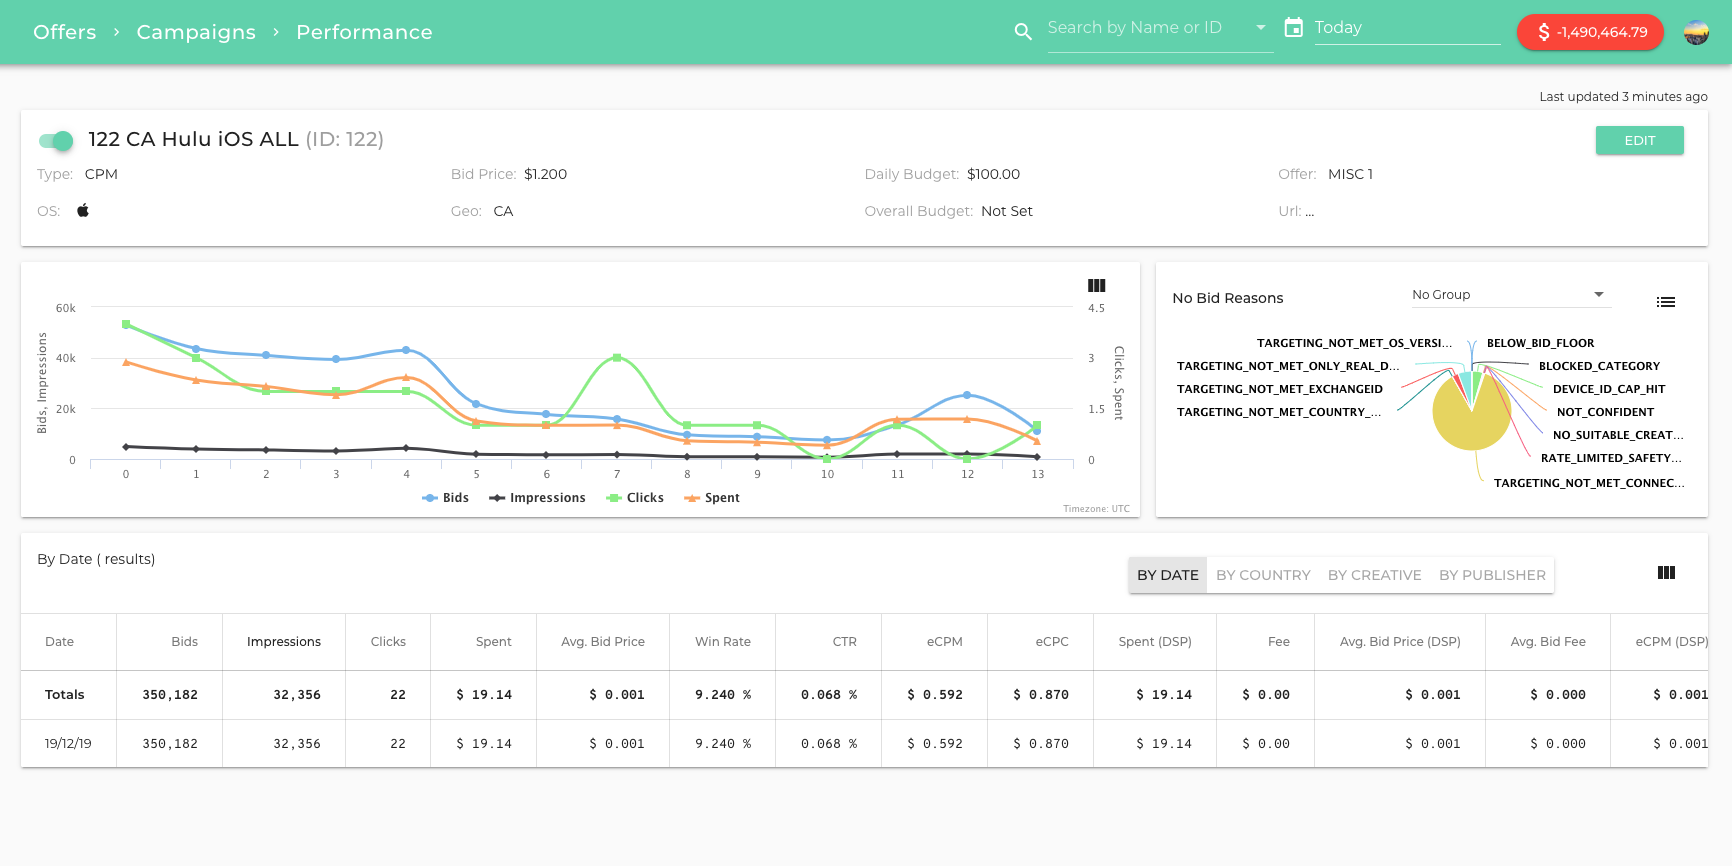 Offers › Campaigns › Performance
Search by Name or ID
Today
$ -1,490,464.79
Last updated 3 minutes ago
122 CA Hulu iOS ALL (ID: 122)
EDIT
Type: CPM
Bid Price: $1.200
Daily Budget: $100.00
Offer: MISC 1
OS:
Geo: CA
Overall Budget: Not Set
Url: ...
60k
40k
20k
0
Bids, Impressions
4.5
3
1.5
0
Clicks, Spent
0 1 2 3 4 5 6 7 8 9 10 11 12 13
Bids Impressions Clicks Spent
Timezone: UTC
No Bid Reasons
No Group
TARGETING_NOT_MET_OS_VERSI...
BELOW_BID_FLOOR
TARGETING_NOT_MET_ONLY_REAL_D...
BLOCKED_CATEGORY
TARGETING_NOT_MET_EXCHANGEID
DEVICE_ID_CAP_HIT
TARGETING_NOT_MET_COUNTRY_...
NOT_CONFIDENT
NO_SUITABLE_CREAT...
RATE_LIMITED_SAFETY...
TARGETING_NOT_MET_CONNEC...
By Date ( results)
BY DATE BY COUNTRY BY CREATIVE BY PUBLISHER
Date Bids Impressions Clicks Spent Avg. Bid Price Win Rate CTR eCPM eCPC Spent (DSP) Fee Avg. Bid Price (DSP) Avg. Bid Fee eCPM (DSP)
Totals 350,182 32,356 22 $ 19.14 $ 0.001 9.240 % 0.068 % $ 0.592 $ 0.870 $ 19.14 $ 0.00 $ 0.001 $ 0.000 $ 0.001
19/12/19 350,182 32,356 22 $ 19.14 $ 0.001 9.240 % 0.068 % $ 0.592 $ 0.870 $ 19.14 $ 0.00 $ 0.001 $ 0.000 $ 0.001